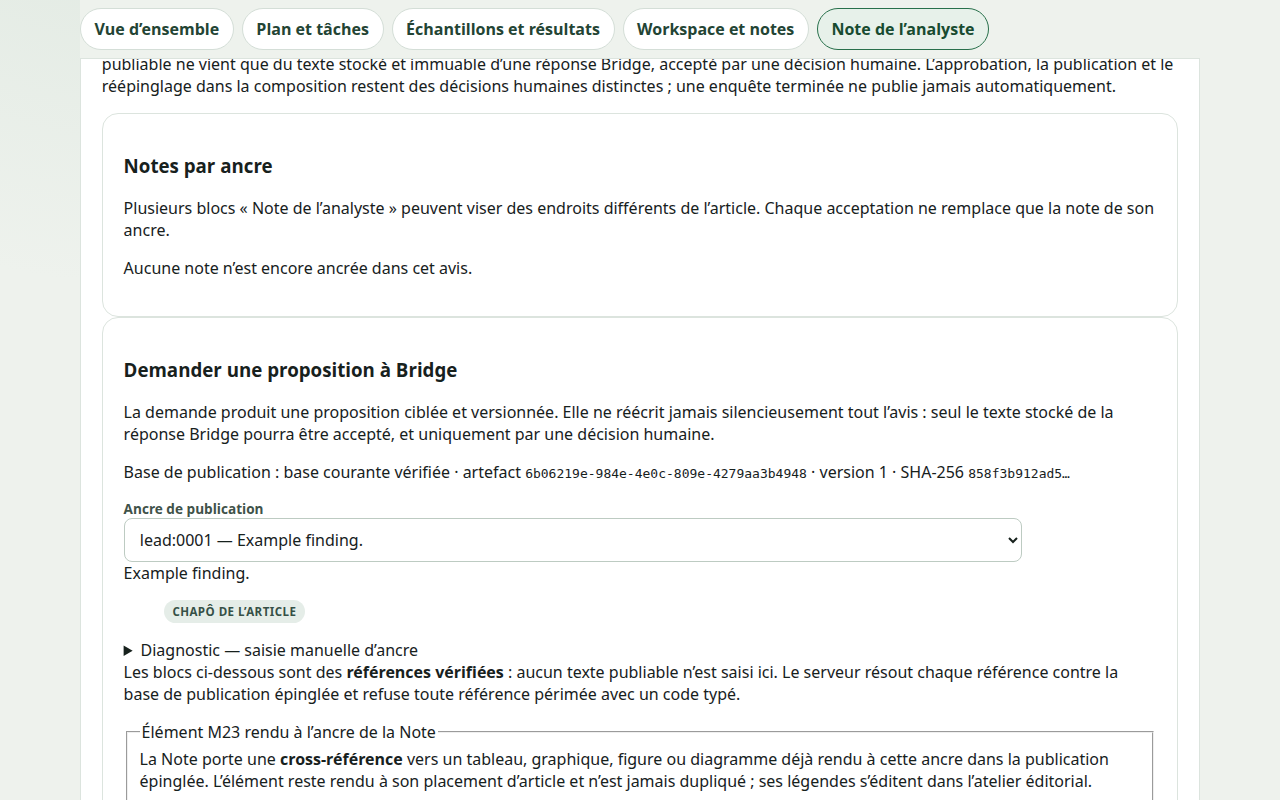 Vue d’ensemble
Plan et tâches
Échantillons et résultats
Workspace et notes
Note de l’analyste
publiable ne vient que du texte stocké et immuable d’une réponse Bridge, accepté par une décision humaine. L’approbation, la publication et le
réépinglage dans la composition restent des décisions humaines distinctes ; une enquête terminée ne publie jamais automatiquement.
Notes par ancre
Plusieurs blocs « Note de l’analyste » peuvent viser des endroits différents de l’article. Chaque acceptation ne remplace que la note de son
ancre.
Aucune note n’est encore ancrée dans cet avis.
Demander une proposition à Bridge
La demande produit une proposition ciblée et versionnée. Elle ne réécrit jamais silencieusement tout l’avis : seul le texte stocké de la
réponse Bridge pourra être accepté, et uniquement par une décision humaine.
Base de publication : base courante vérifiée · artefact 6b06219e-984e-4e0c-809e-4279aa3b4948 · version 1 · SHA-256 858f3b912ad5…
Ancre de publication
lead:0001 — Example finding.
Example finding.
CHAPÔ DE L’ARTICLE
▶ Diagnostic — saisie manuelle d’ancre
Les blocs ci-dessous sont des références vérifiées : aucun texte publiable n’est saisi ici. Le serveur résout chaque référence contre la
base de publication épinglée et refuse toute référence périmée avec un code typé.
Élément M23 rendu à l’ancre de la Note
La Note porte une cross-référence vers un tableau, graphique, figure ou diagramme déjà rendu à cette ancre dans la publication
épinglée. L’élément reste rendu à son placement d’article et n’est jamais dupliqué ; ses légendes s’éditent dans l’atelier éditorial.